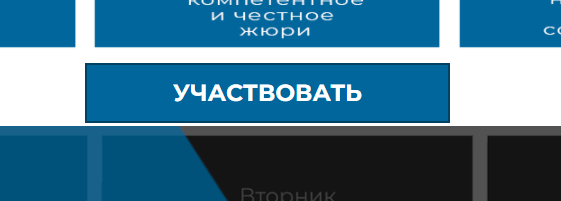 компетентное
и честное
жюри
УЧАСТВОВАТЬ
Вторник